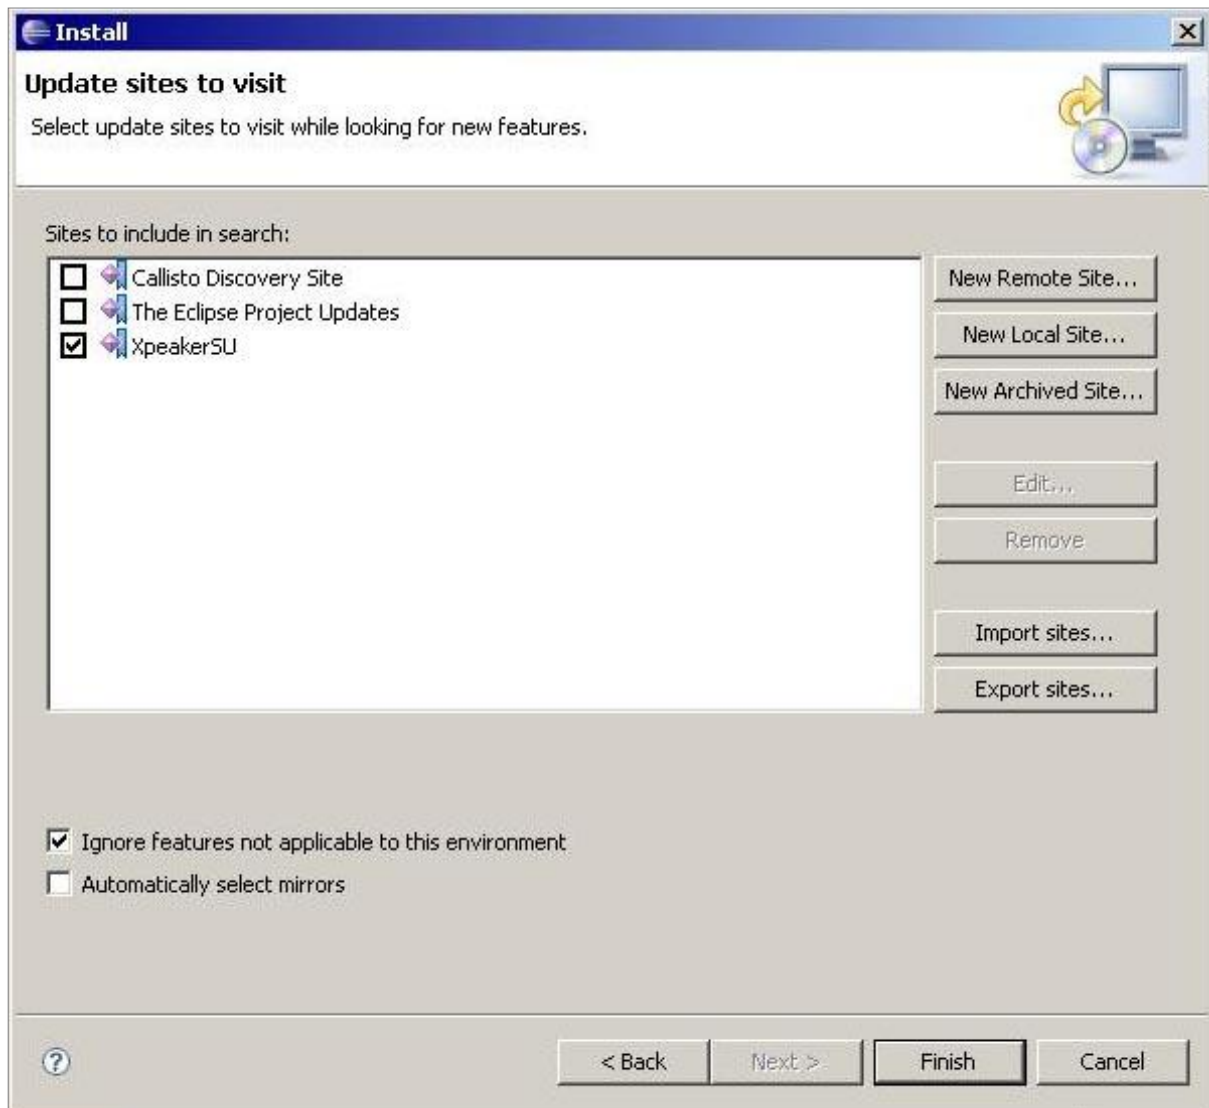 Install
Update sites to visit
Select update sites to visit while looking for new features.
Sites to include in search:
Callisto Discovery Site
The Eclipse Project Updates
XpeakerSU
New Remote Site...
New Local Site...
New Archived Site...
Edit...
Remove
Import sites...
Export sites...
Ignore features not applicable to this environment
Automatically select mirrors
?
< Back
Next >
Finish
Cancel